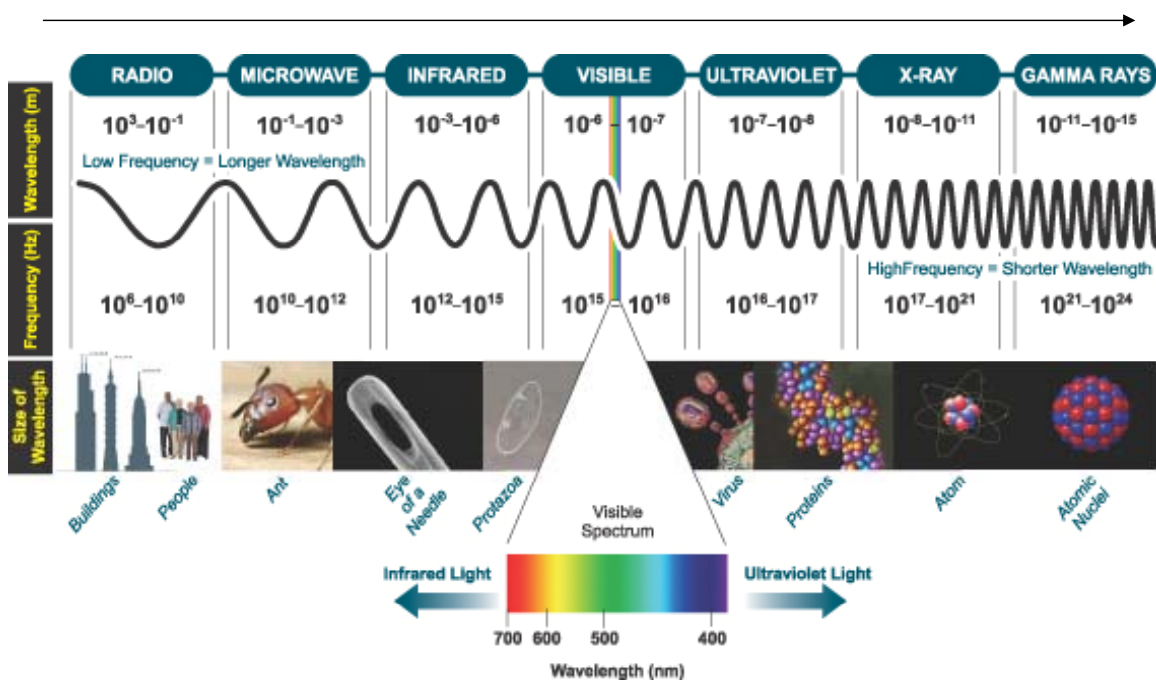 RADIO MICROWAVE INFRARED VISIBLE ULTRAVIOLET X-RAY GAMMA RAYS
Wavelength (m)
10³–10⁻¹ 10⁻¹–10⁻³ 10⁻³–10⁻⁶ 10⁻⁶ – 10⁻⁷ 10⁻⁷–10⁻⁸ 10⁻⁸–10⁻¹¹ 10⁻¹¹–10⁻¹⁵
Low Frequency = Longer Wavelength
Frequency (Hz)
HighFrequency = Shorter Wavelength
10⁶–10¹⁰ 10¹⁰–10¹² 10¹²–10¹⁵ 10¹⁵ – 10¹⁶ 10¹⁶–10¹⁷ 10¹⁷–10²¹ 10²¹–10²⁴
Size of
Wavelength
Buildings
People
Ant
Eye
of a
Needle
Protazoa
Virus
Proteins
Atom
Atomic
Nuclei
Visible
Spectrum
Infrared Light Ultraviolet Light
700 600 500 400
Wavelength (nm)